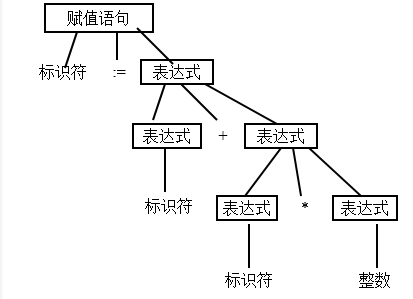 赋值语句
标识符 := 表达式
表达式 + 表达式
标识符 表达式 * 表达式
标识符 整数